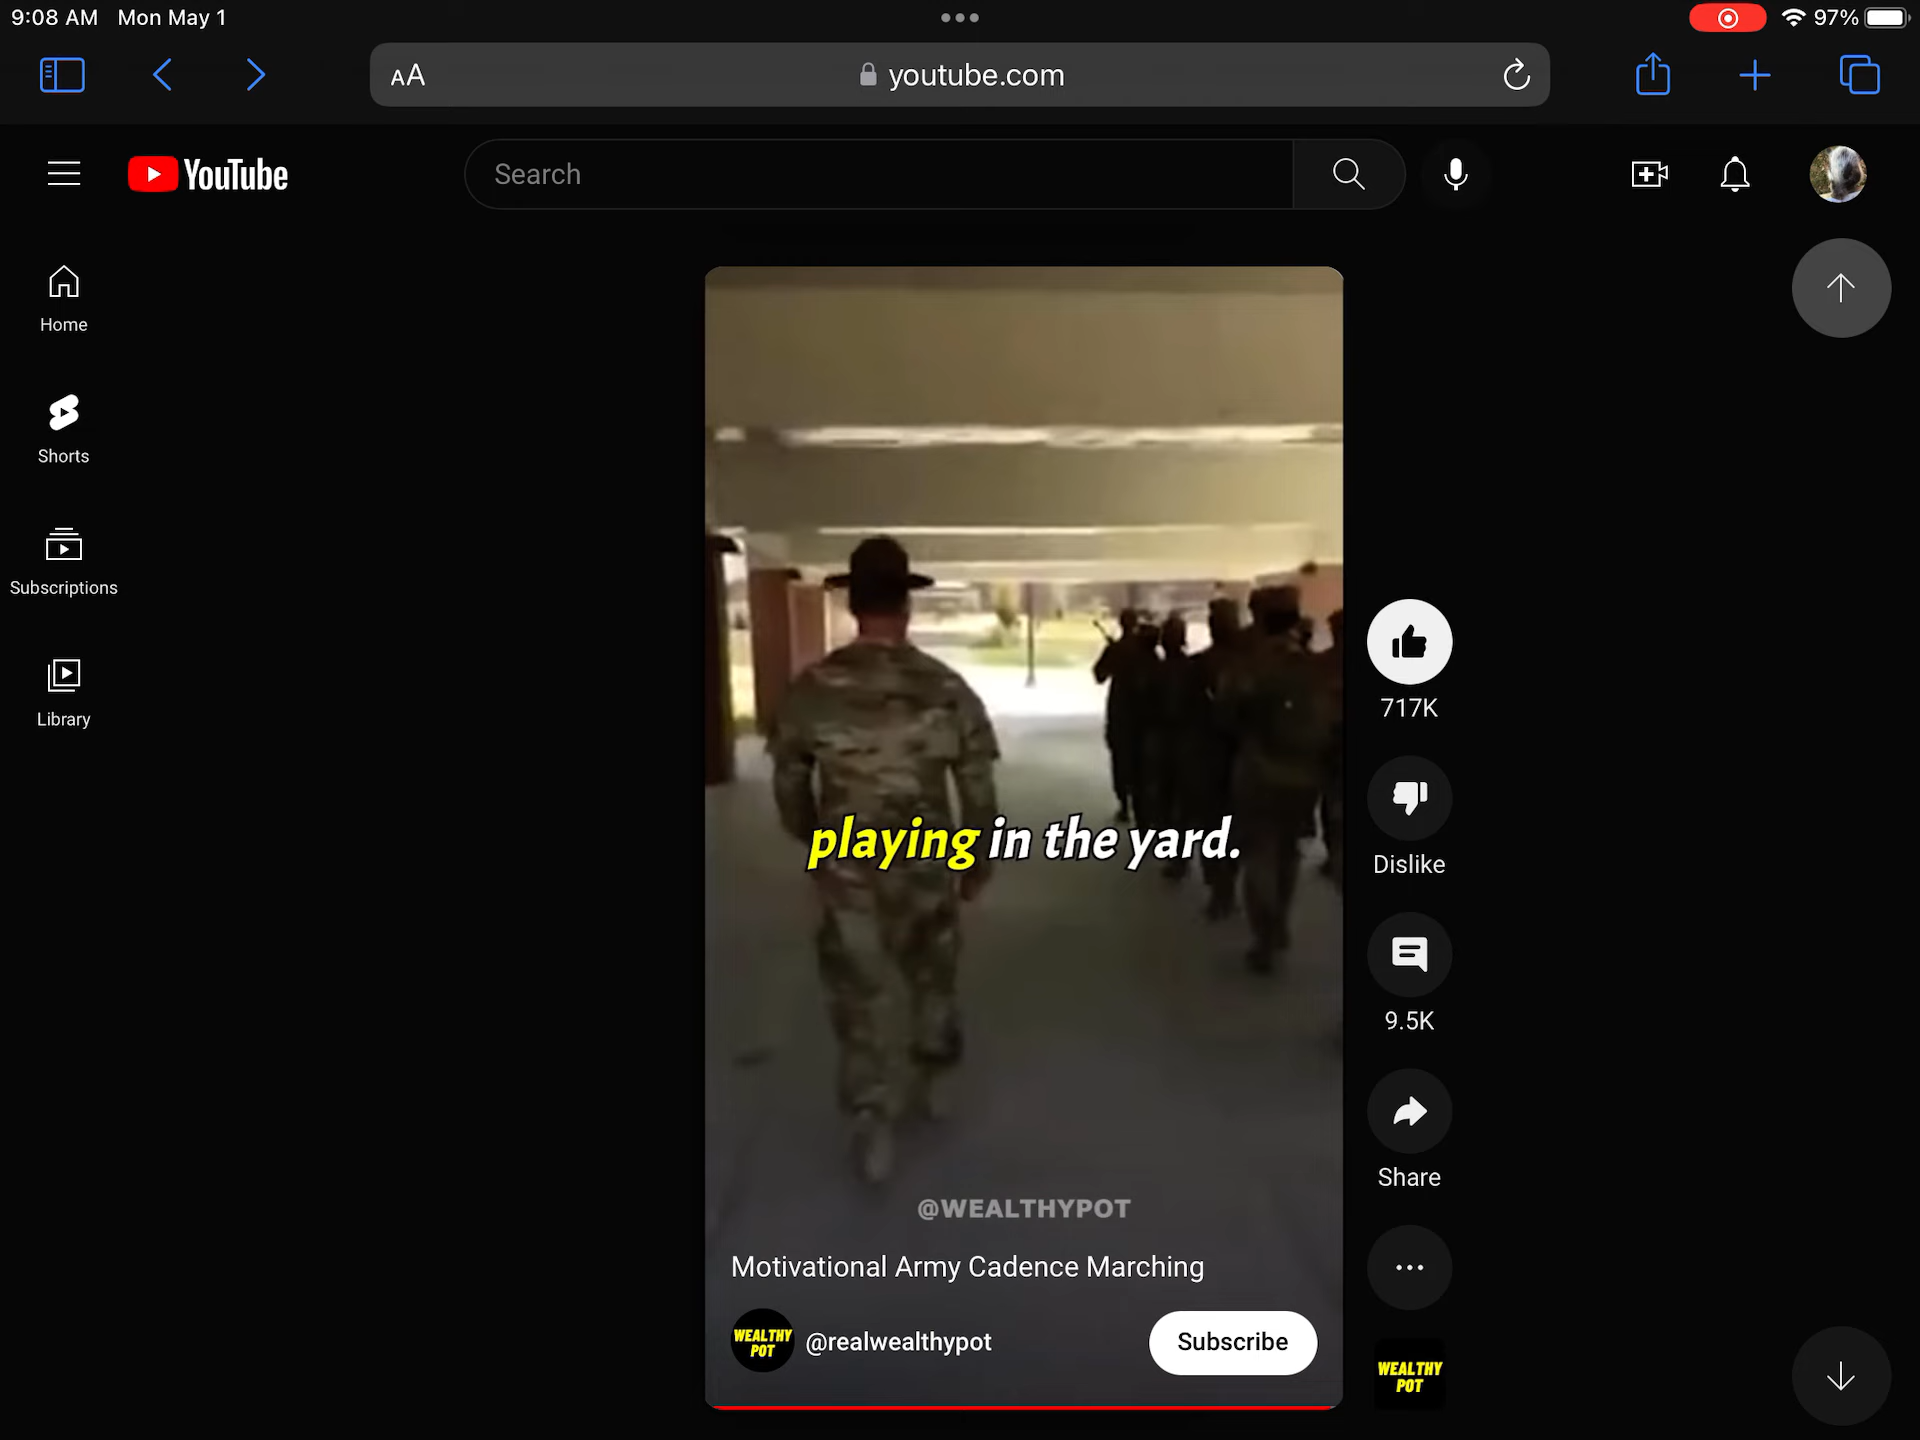 9:08 AM Mon May 1
97%
AA
youtube.com
YouTube
Search
Home
Shorts
Subscriptions
Library
playing in the yard.
717K
Dislike
9.5K
Share
@WEALTHYPOT
Motivational Army Cadence Marching
WEALTHY
POT
@realwealthypot
Subscribe
WEALTHY
POT